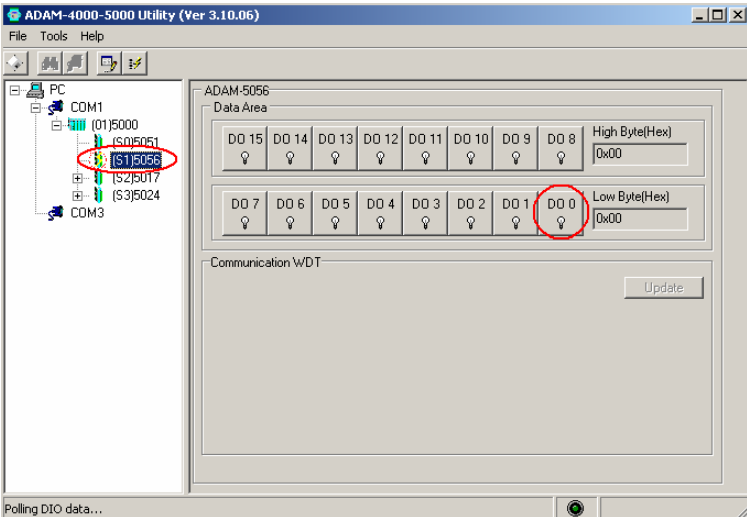 ADAM-4000-5000 Utility (Ver 3.10.06)
File Tools Help
PC
COM1
(01)5000
(S0)5051
(S1)5056
(S2)5017
(S3)5024
COM3
ADAM-5056
Data Area
DO 15 DO 14 DO 13 DO 12 DO 11 DO 10 DO 9 DO 8
High Byte(Hex)
0x00
DO 7 DO 6 DO 5 DO 4 DO 3 DO 2 DO 1 DO 0
Low Byte(Hex)
0x00
Communication WDT
Update
Polling DIO data...